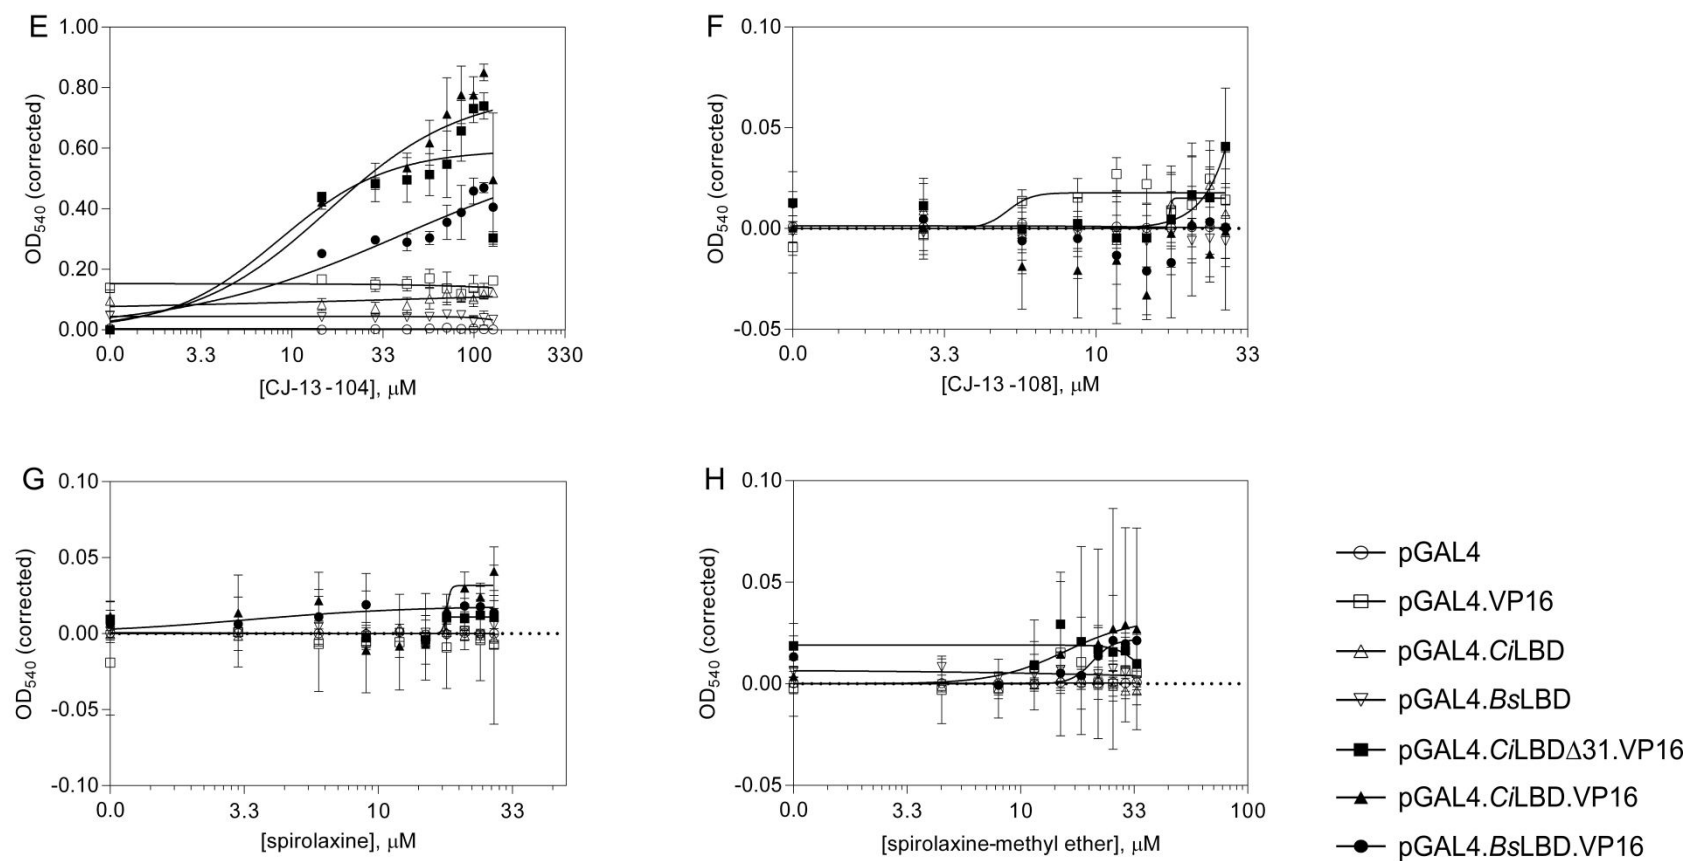 E
1.00
0.80
0.60
0.40
0.20
0.00
OD540 (corrected)
0.0 3.3 10 33 100 330
[CJ-13 -104], μM
F
0.10
0.05
0.00
-0.05
OD540 (corrected)
0.0 3.3 10 33
[CJ-13 -108], μM
G
0.10
0.05
0.00
-0.05
-0.10
OD540 (corrected)
0.0 3.3 10 33
[spirolaxine], μM
H
0.10
0.05
0.00
-0.05
OD540 (corrected)
0.0 3.3 10 33 100
[spirolaxine-methyl ether], μM
pGAL4
pGAL4.VP16
pGAL4.CiLBD
pGAL4.BsLBD
pGAL4.CiLBDΔ31.VP16
pGAL4.CiLBD.VP16
pGAL4.BsLBD.VP16